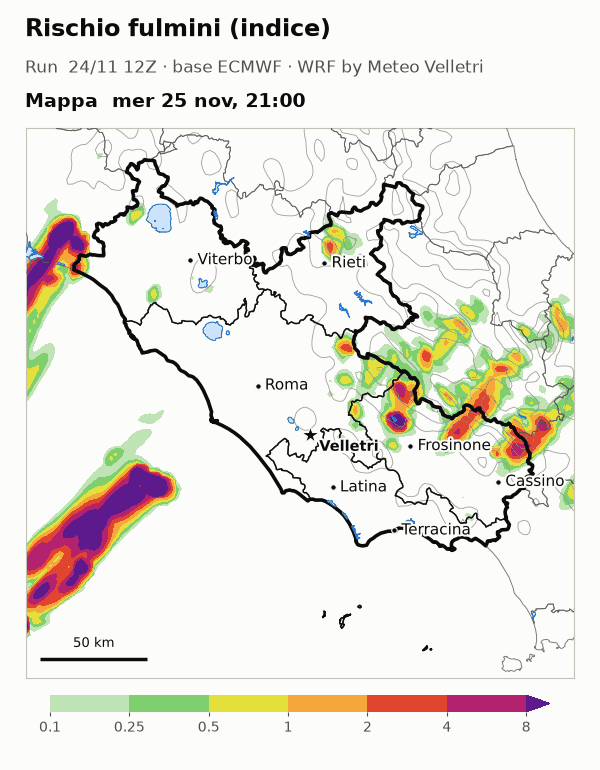 Rischio fulmini (indice)
Run  24/11 12Z · base ECMWF · WRF by Meteo Velletri
Mappa  mer 25 nov, 21:00
Viterbo
Rieti
Roma
Velletri
Frosinone
Cassino
Latina
Terracina
50 km
0.1 0.25 0.5 1 2 4 8